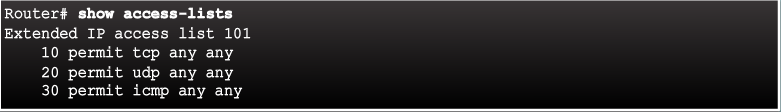 Router# show access-lists
Extended IP access list 101
    10 permit tcp any any
    20 permit udp any any
    30 permit icmp any any